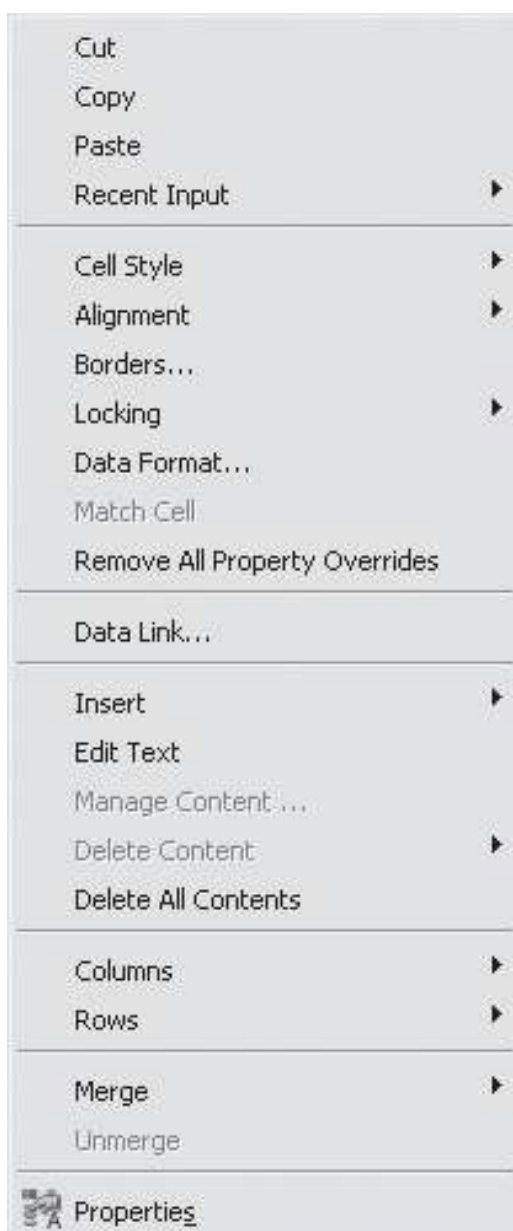 Cut
Copy
Paste
Recent Input
Cell Style
Alignment
Borders...
Locking
Data Format...
Match Cell
Remove All Property Overrides
Data Link...
Insert
Edit Text
Manage Content ...
Delete Content
Delete All Contents
Columns
Rows
Merge
Unmerge
Properties